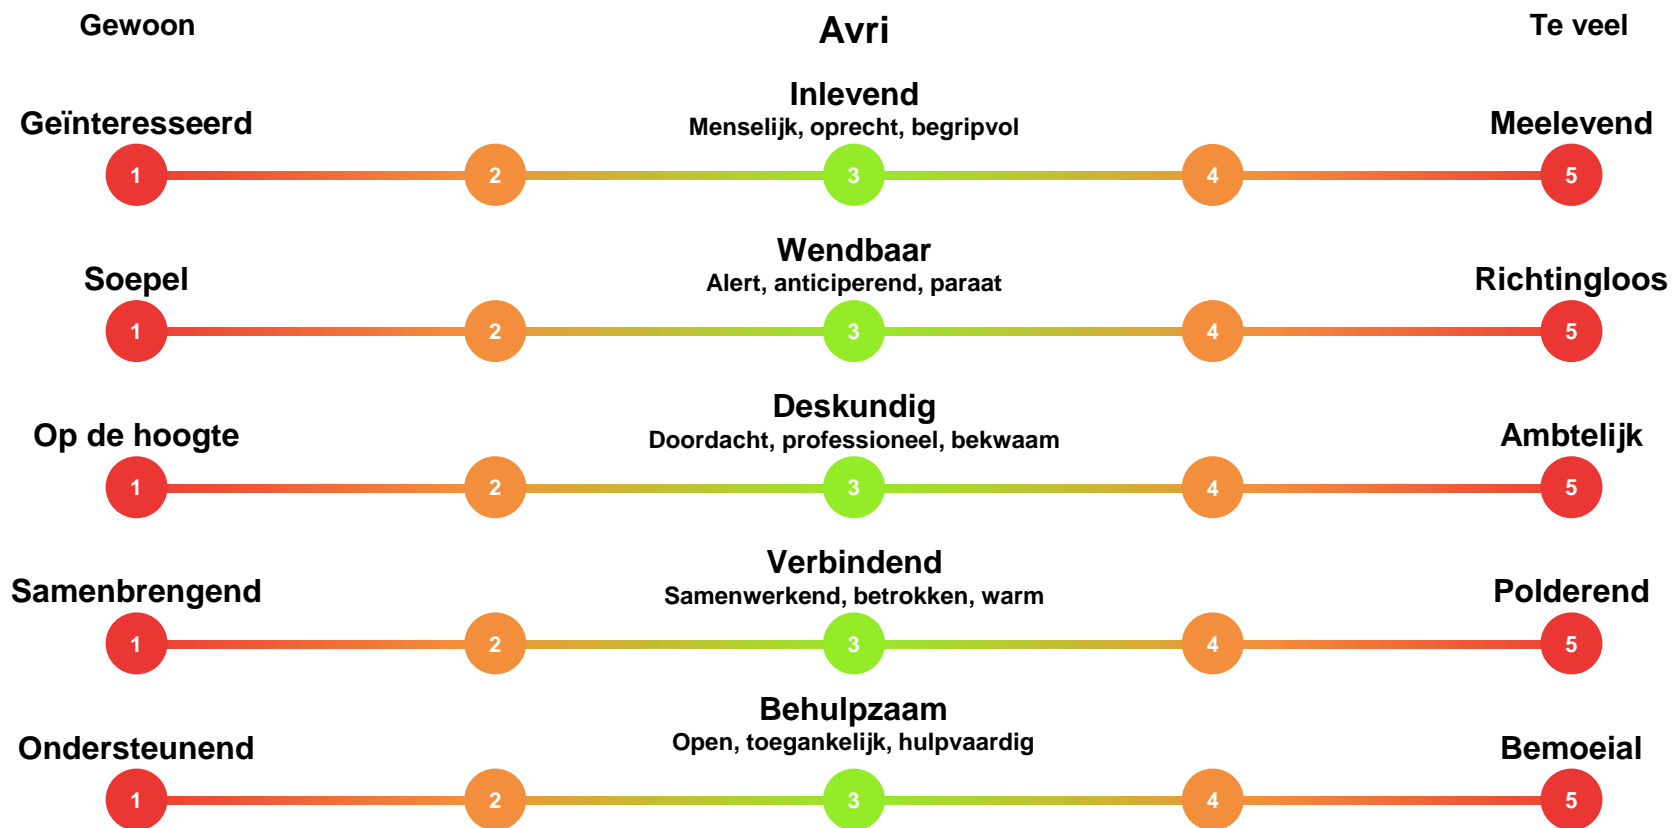 Gewoon
Avri
Te veel
Inlevend
Menselijk, oprecht, begripvol
Geïnteresseerd
Meelevend
1 2 3 4 5
Wendbaar
Alert, anticiperend, paraat
Soepel
Richtingloos
1 2 3 4 5
Deskundig
Doordacht, professioneel, bekwaam
Op de hoogte
Ambtelijk
1 2 3 4 5
Verbindend
Samenwerkend, betrokken, warm
Samenbrengend
Polderend
1 2 3 4 5
Behulpzaam
Open, toegankelijk, hulpvaardig
Ondersteunend
Bemoeial
1 2 3 4 5